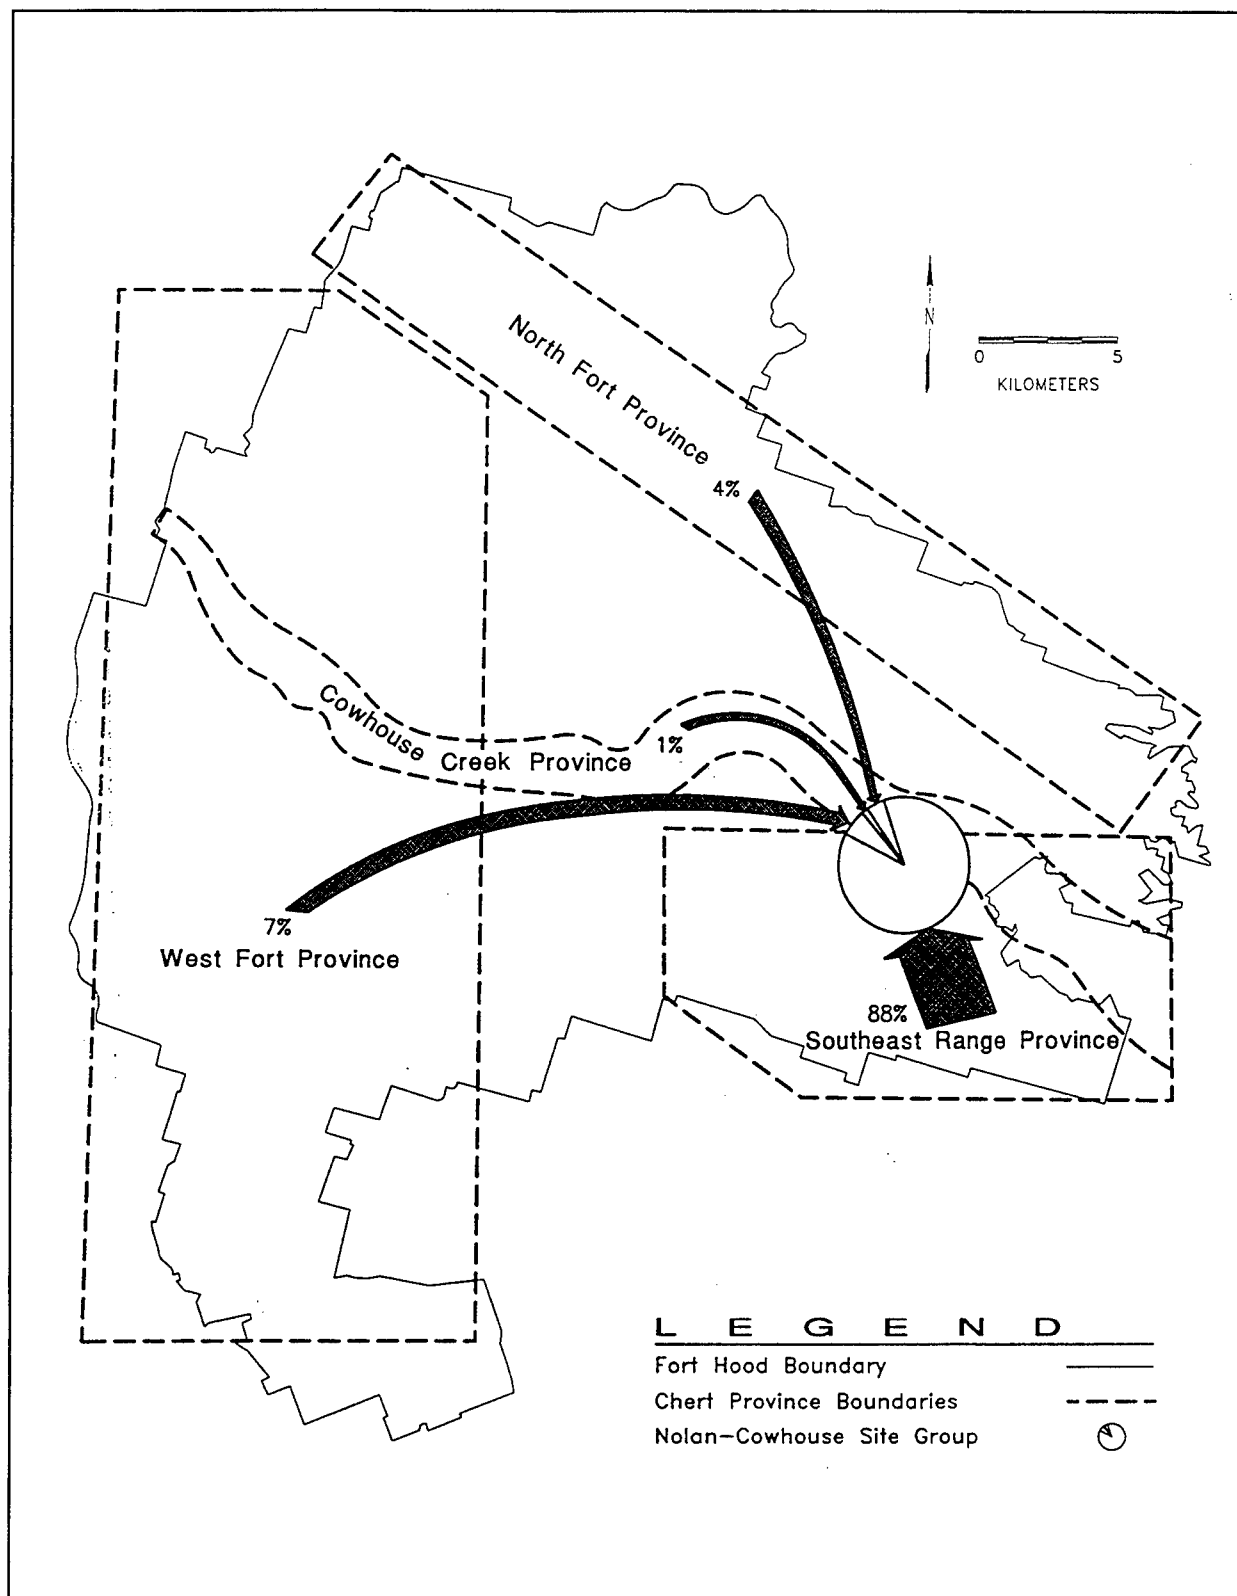 North Fort Province
N
0 5
KILOMETERS
4%
Cowhouse Creek Province
1%
7%
West Fort Province
88%
Southeast Range Province
L E G E N D
Fort Hood Boundary
Chert Province Boundaries
Nolan-Cowhouse Site Group